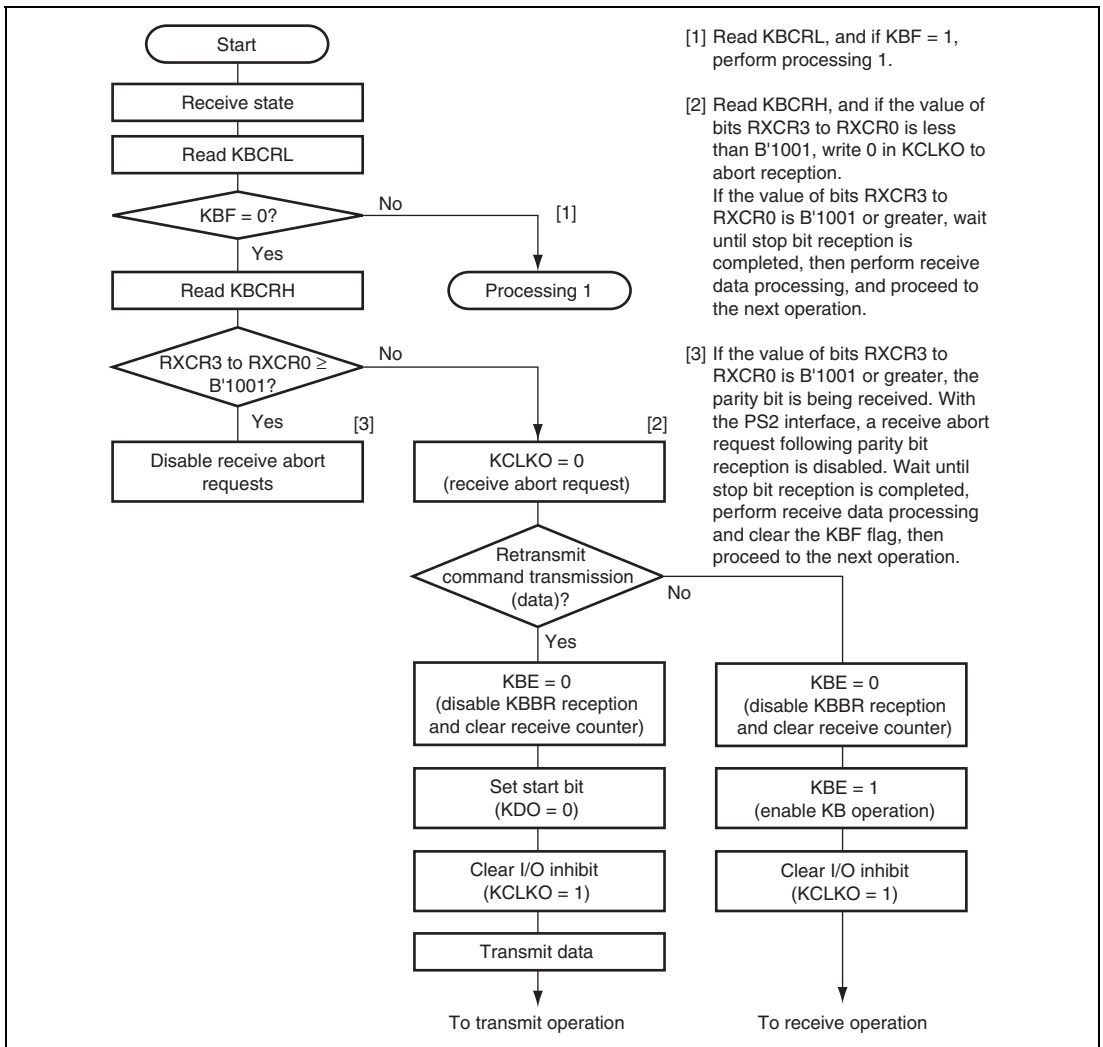 Start
Receive state
Read KBCRL
KBF = 0?
No
[1]
Yes
Processing 1
Read KBCRH
RXCR3 to RXCR0 ≥
B'1001?
No
Yes
[3]
Disable receive abort
requests
[2]
KCLKO = 0
(receive abort request)
Retransmit
command transmission
(data)?
No
Yes
KBE = 0
(disable KBBR reception
and clear receive counter)
Set start bit
(KDO = 0)
Clear I/O inhibit
(KCLKO = 1)
Transmit data
To transmit operation
KBE = 0
(disable KBBR reception
and clear receive counter)
KBE = 1
(enable KB operation)
Clear I/O inhibit
(KCLKO = 1)
To receive operation
[1] Read KBCRL, and if KBF = 1,
perform processing 1.
[2] Read KBCRH, and if the value of
bits RXCR3 to RXCR0 is less
than B'1001, write 0 in KCLKO to
abort reception.
If the value of bits RXCR3 to
RXCR0 is B'1001 or greater, wait
until stop bit reception is
completed, then perform receive
data processing, and proceed to
the next operation.
[3] If the value of bits RXCR3 to
RXCR0 is B'1001 or greater, the
parity bit is being received. With
the PS2 interface, a receive abort
request following parity bit
reception is disabled. Wait until
stop bit reception is completed,
perform receive data processing
and clear the KBF flag, then
proceed to the next operation.